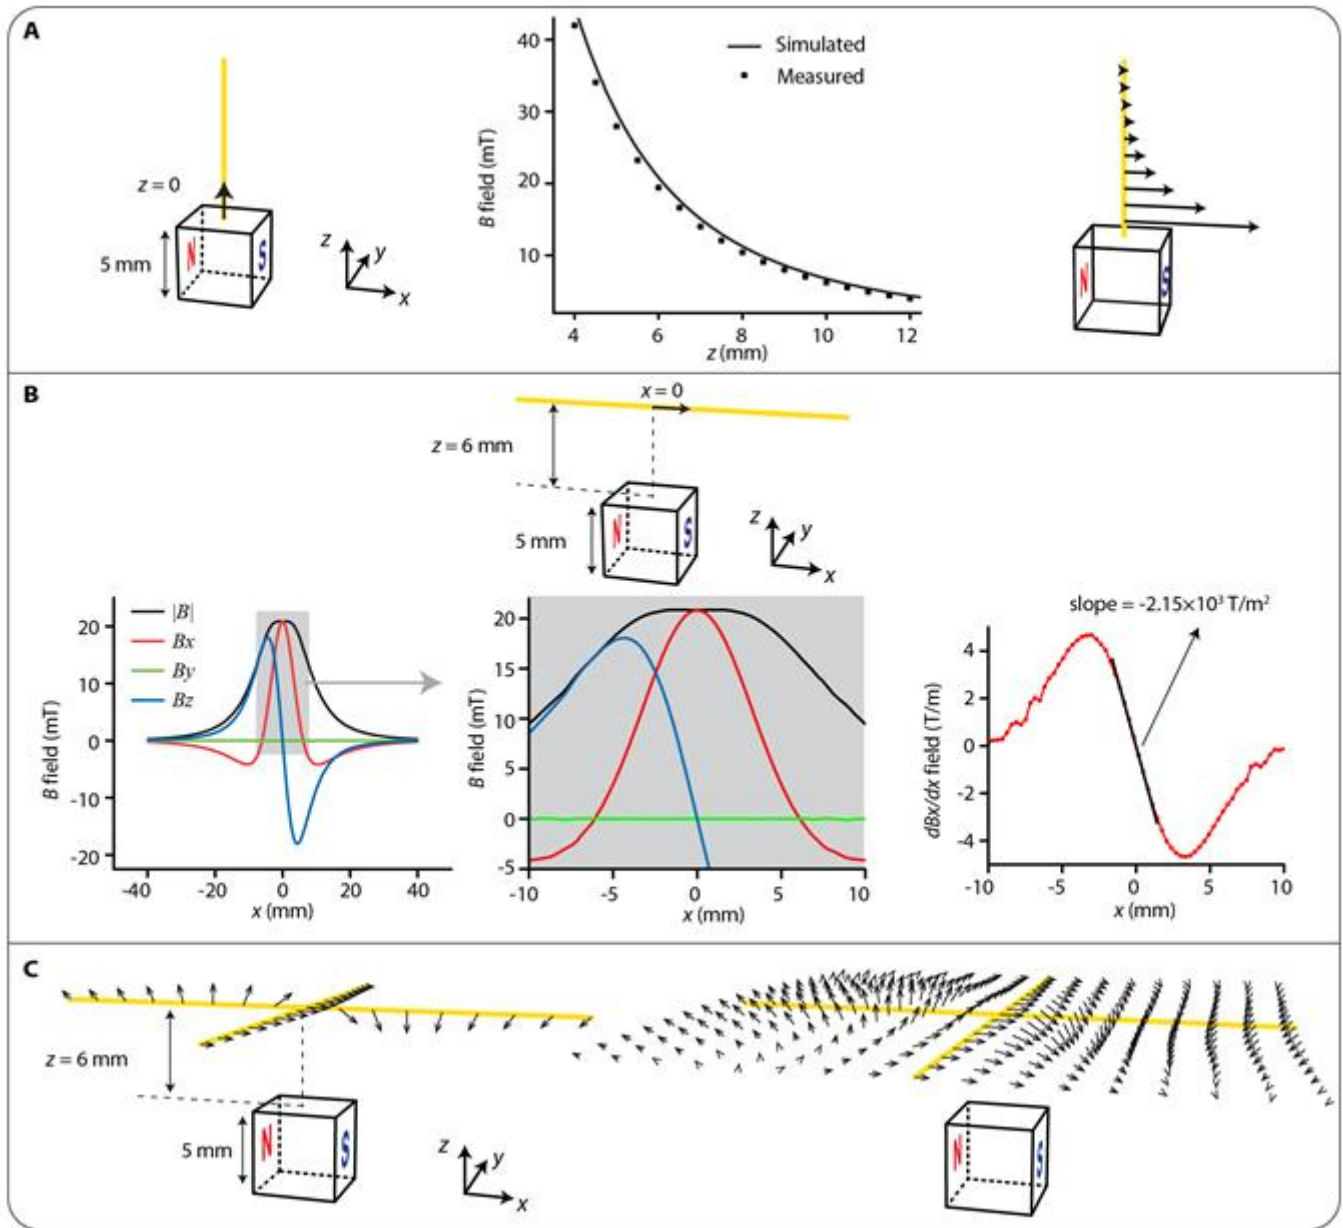 A
z = 0
5 mm
N
S
z
y
x
B field (mT)
40
30
20
10
4
6
8
10
12
z (mm)
Simulated
Measured
N
S
B
x = 0
z = 6 mm
5 mm
N
S
z
y
x
|B|
Bx
By
Bz
B field (mT)
20
10
0
-10
-20
-40
-20
0
20
40
x (mm)
B field (mT)
20
15
10
5
0
-5
-10
-5
0
5
10
x (mm)
slope = -2.15×10³ T/m²
dBx/dx field (T/m)
4
2
0
-2
-4
-10
-5
0
5
10
x (mm)
C
z = 6 mm
5 mm
N
S
z
y
x
N
S